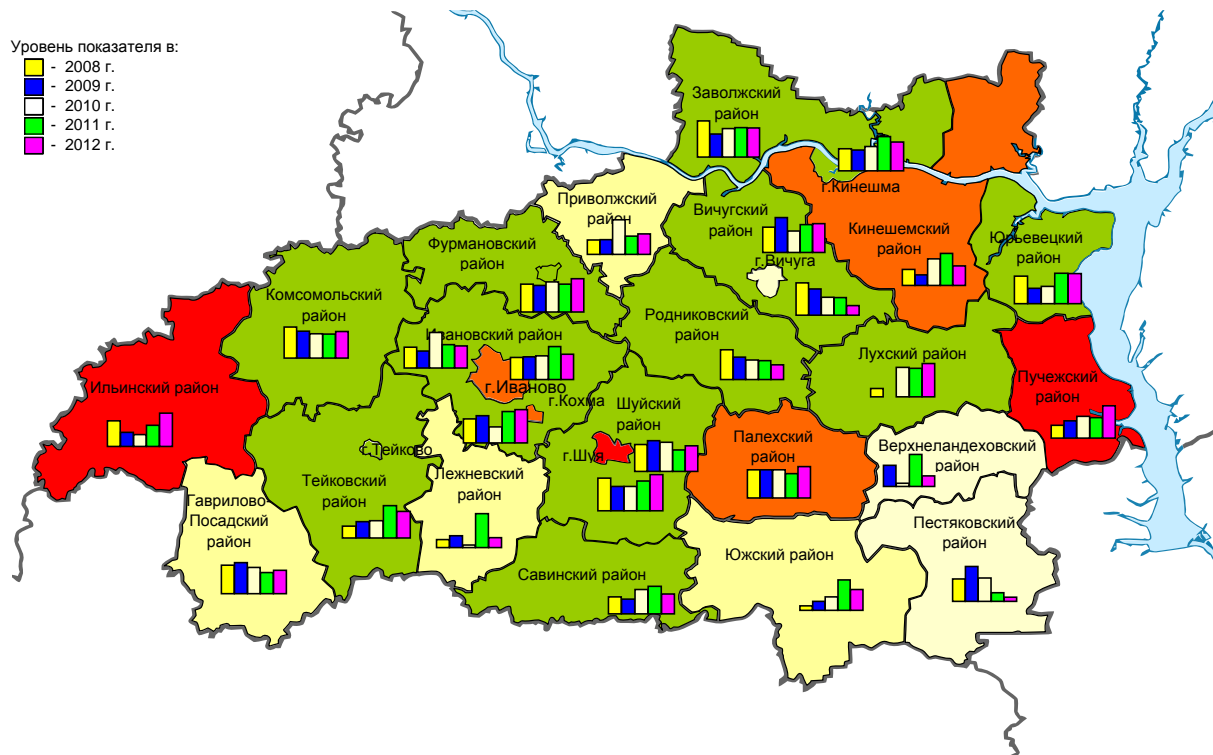 Уровень показателя в:
- 2008 г.
- 2009 г.
- 2010 г.
- 2011 г.
- 2012 г.
Заволжский
район
г.Кинешма
Приволжский
район
Вичугский
район
Кинешемский
район
Юрьевецкий
район
Фурмановский
район
г.Вичуга
Комсомольский
район
Родниковский
район
Ивановский район
Лухский район
Ильинский район
г.Иваново
г.Кохма
Шуйский
район
Пучежский
район
Палехский
район
Верхнеландеховский
район
г.Тейково
г.Шуя
Лежневский
район
Тейковский
район
Гаврилово-
Посадский
район
Пестяковский
район
Южский район
Савинский район